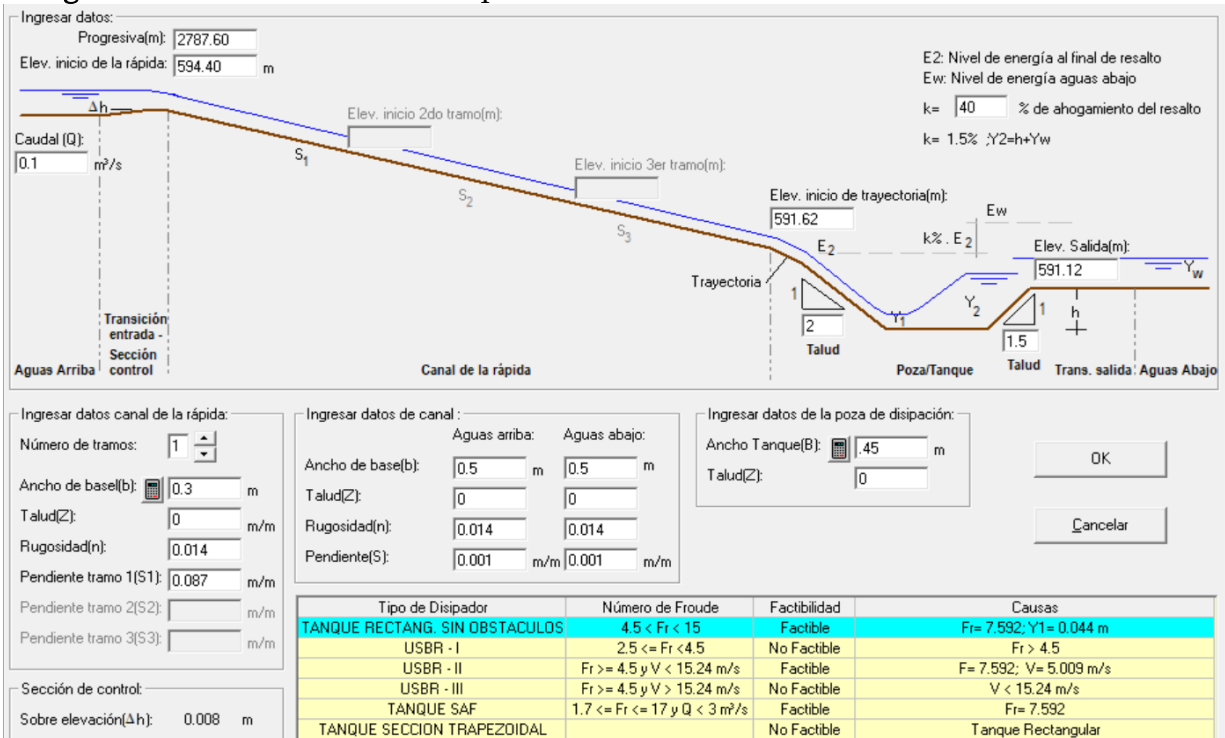 Ingresar datos:
Progresiva(m): 2787.60
Elev. inicio de la rápida: 594.40 m
E2: Nivel de energía al final de resalto
Ew: Nivel de energía aguas abajo
k= 40 % de ahogamiento del resalto
k= 1.5% ;Y2=h+Yw
Δh
Elev. inicio 2do tramo(m):
Caudal (Q):
0.1 m³/s
S1
Elev. inicio 3er tramo(m):
S2
Elev. inicio de trayectoria(m):
591.62
S3
E2
k% . E2
Ew
Elev. Salida(m):
591.12
Yw
Trayectoria
1
2
Talud
Y1
Y2
1
1.5
Talud
h
Transición
entrada -
Sección
control
Aguas Arriba
Canal de la rápida
Poza/Tanque
Trans. salida
Aguas Abajo
Ingresar datos canal de la rápida:
Número de tramos: 1
Ancho de basel(b): 0.3 m
Talud(Z): 0 m/m
Rugosidad(n): 0.014
Pendiente tramo 1(S1): 0.087 m/m
Pendiente tramo 2(S2): m/m
Pendiente tramo 3(S3): m/m
Sección de control:
Sobre elevación(Δh): 0.008 m
Ingresar datos de canal :
Aguas arriba: Aguas abajo:
Ancho de base(b): 0.5 m 0.5 m
Talud(Z): 0 0
Rugosidad(n): 0.014 0.014
Pendiente(S): 0.001 m/m 0.001 m/m
Ingresar datos de la poza de disipación:
Ancho Tanque(B): .45 m
Talud(Z): 0
OK
Cancelar
Tipo de Disipador Número de Froude Factibilidad Causas
TANQUE RECTANG. SIN OBSTACULOS 4.5 < Fr < 15 Factible Fr= 7.592; Y1= 0.044 m
USBR - I 2.5 <= Fr <4.5 No Factible Fr > 4.5
USBR - II Fr >= 4.5 y V < 15.24 m/s Factible F= 7.592; V= 5.009 m/s
USBR - III Fr >= 4.5 y V > 15.24 m/s No Factible V < 15.24 m/s
TANQUE SAF 1.7 <= Fr <= 17 y Q < 3 m³/s Factible Fr= 7.592
TANQUE SECCION TRAPEZOIDAL No Factible Tanque Rectangular